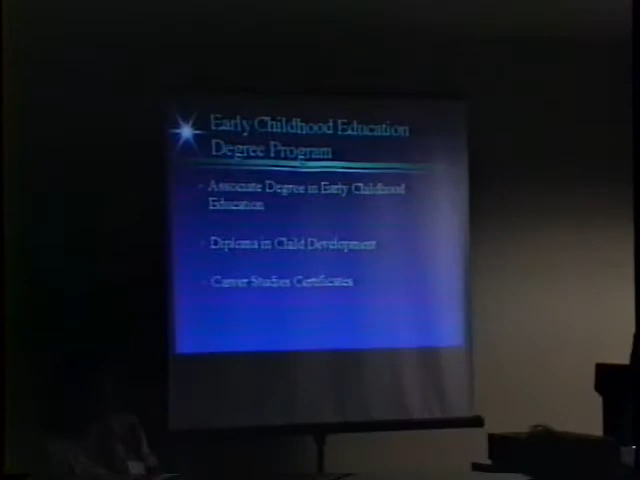 Early Childhood Education
Degree Program
Associate Degree in Early Childhood
Education
Diploma in Child Development
Career Studies Certificates